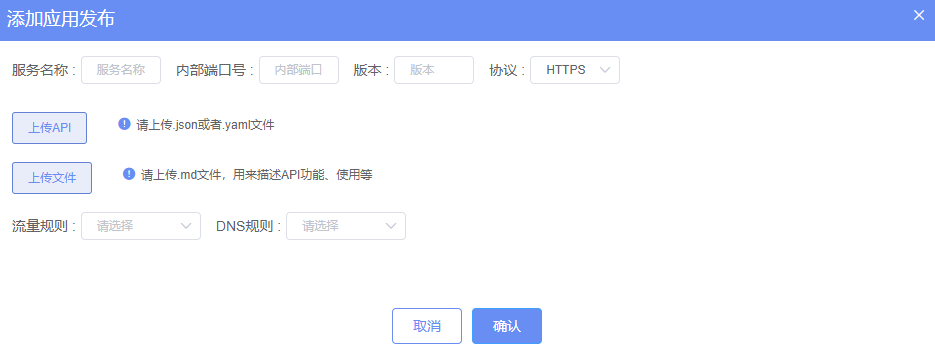 添加应用发布
服务名称 : 服务名称 内部端口号 : 内部端口 版本 : 版本 协议 : HTTPS
上传API 请上传.json或者.yaml文件
上传文件 请上传.md文件，用来描述API功能、使用等
流量规则 : 请选择 DNS规则 : 请选择
取消 确认